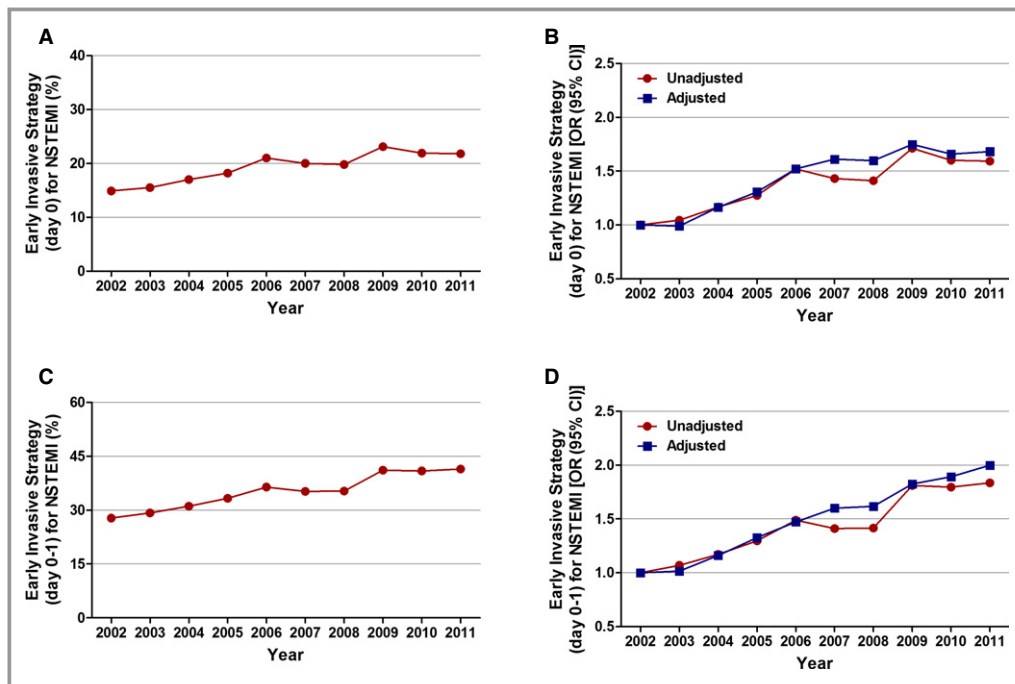 A
Early Invasive Strategy
(day 0) for NSTEMI (%)
40
30
20
10
0
2002 2003 2004 2005 2006 2007 2008 2009 2010 2011
Year
B
Early Invasive Strategy
(day 0) for NSTEMI [OR (95% CI)]
2.5
2.0
1.5
1.0
0.5
Unadjusted
Adjusted
2002 2003 2004 2005 2006 2007 2008 2009 2010 2011
Year
C
Early Invasive Strategy
(day 0-1) for NSTEMI (%)
60
45
30
15
0
2002 2003 2004 2005 2006 2007 2008 2009 2010 2011
Year
D
Early Invasive Strategy
(day 0-1) for NSTEMI [OR (95% CI)]
2.5
2.0
1.5
1.0
0.5
Unadjusted
Adjusted
2002 2003 2004 2005 2006 2007 2008 2009 2010 2011
Year